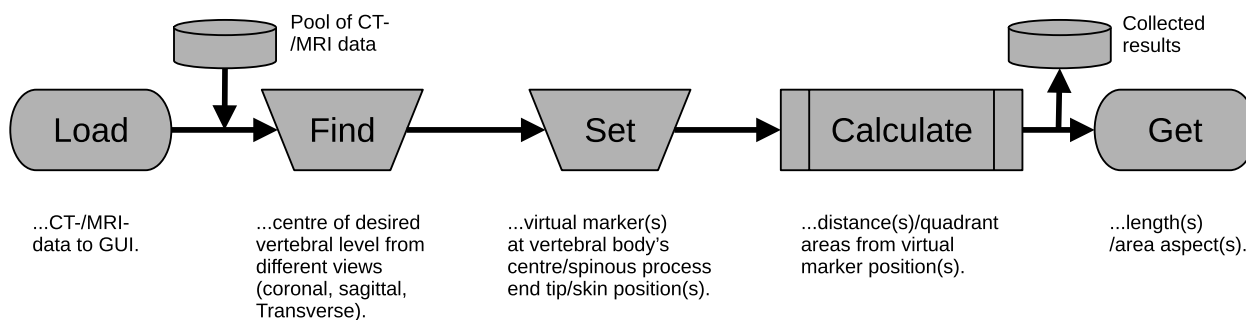 Pool of CT-
/MRI data
Collected
results
Load
Find
Set
Calculate
Get
...CT-/MRI-
data to GUI.
...centre of desired
vertebral level from
different views
(coronal, sagittal,
Transverse).
...virtual marker(s)
at vertebral body’s
centre/spinous process
end tip/skin position(s).
...distance(s)/quadrant
areas from virtual
marker position(s).
...length(s)
/area aspect(s).